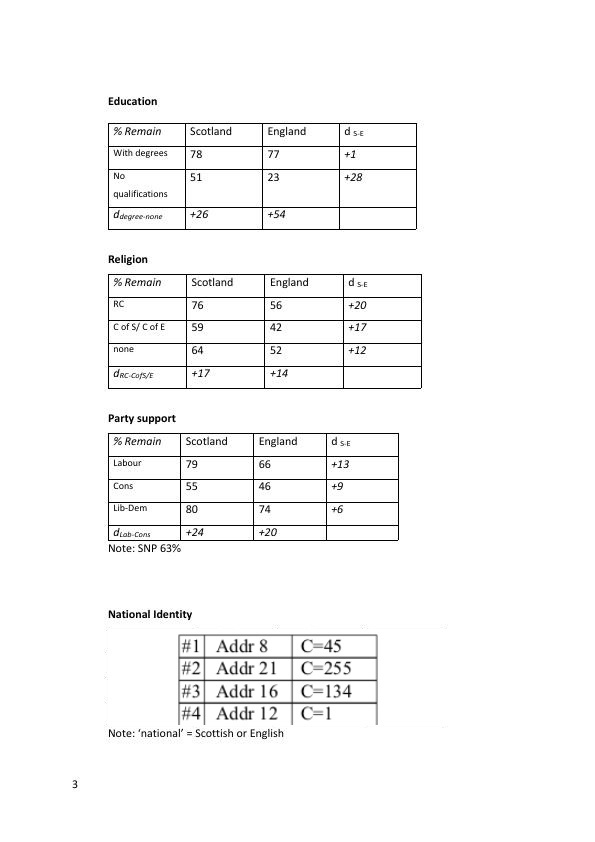 Education
% Remain Scotland England d S-E
With degrees 78 77 +1
No 51 23 +28
qualifications
ddegree-none +26 +54
Religion
% Remain Scotland England d S-E
RC 76 56 +20
C of S/ C of E 59 42 +17
none 64 52 +12
dRC-CofS/E +17 +14
Party support
% Remain Scotland England d S-E
Labour 79 66 +13
Cons 55 46 +9
Lib-Dem 80 74 +6
dLab-Cons +24 +20
Note: SNP 63%
National Identity
#1 Addr 8 C=45
#2 Addr 21 C=255
#3 Addr 16 C=134
#4 Addr 12 C=1
Note: ‘national’ = Scottish or English
3